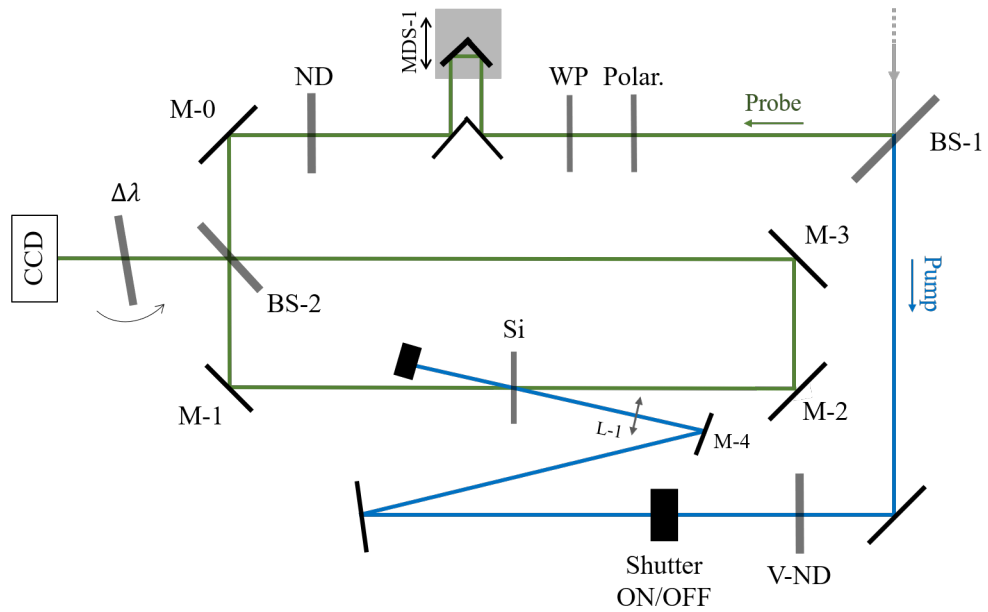 MDS-1
ND
WP
Polar.
M-0
Probe
BS-1
Δλ
CCD
M-3
Pump
BS-2
Si
M-1
M-2
L-1
M-4
Shutter
ON/OFF
V-ND